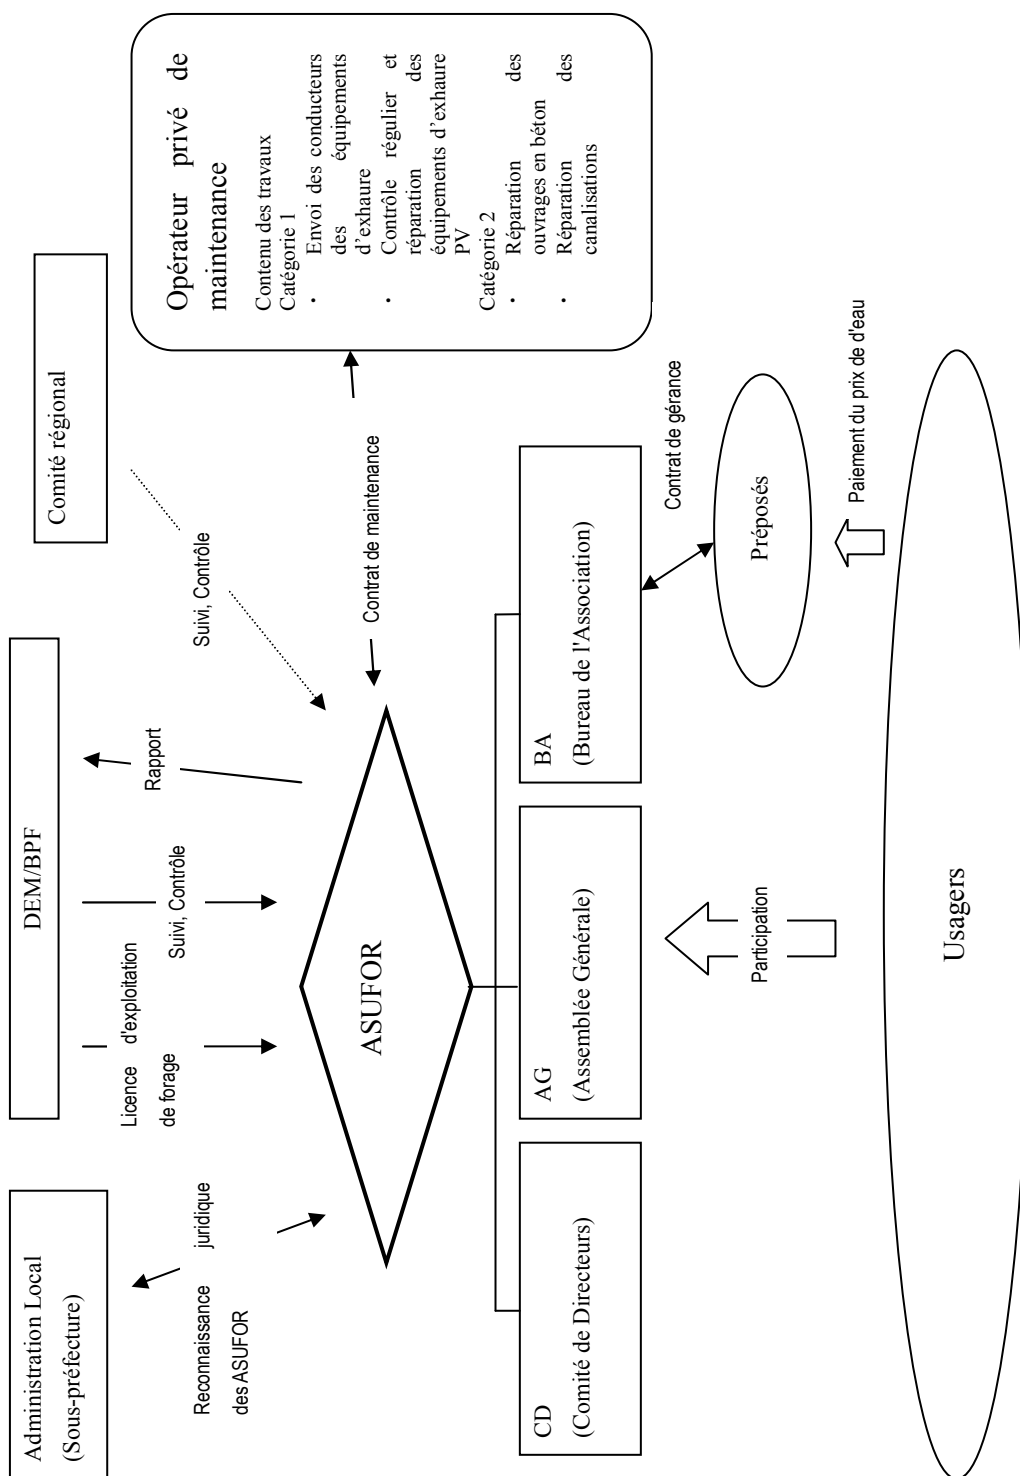 Administration Local
(Sous-préfecture)
DEM/BPF
Comité régional
Reconnaissance juridique
des ASUFOR
Licence d'exploitation
de forage
Suivi, Contrôle
Rapport
Suivi, Contrôle
Contrat de maintenance
Opérateur privé de
maintenance
Contenu des travaux
Catégorie 1
・ Envoi des conducteurs
des équipements
d’exhaure
・ Contrôle régulier et
réparation des
équipements d’exhaure
PV
Catégorie 2
・ Réparation des
ouvrages en béton
・ Réparation des
canalisations
ASUFOR
CD
(Comité de Directeurs)
AG
(Assemblée Générale)
BA
(Bureau de l'Association)
Contrat de gérance
Participation
Préposés
Paiement du prix de d'eau
Usagers